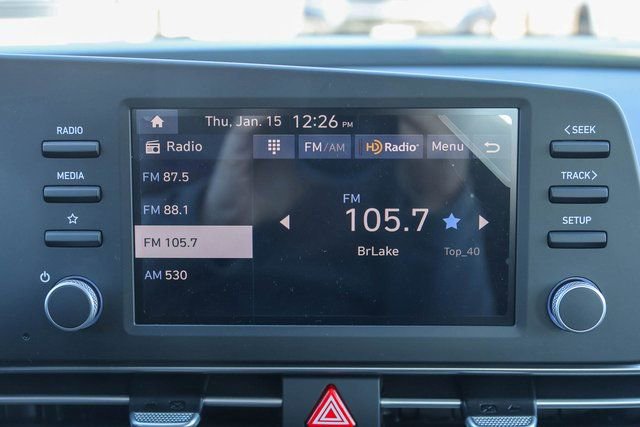 Thu, Jan. 15 12:26 PM
Radio FM/AM HD Radio Menu
FM 87.5
FM 88.1
FM 105.7
AM 530
FM
105.7
BrLake Top_40
RADIO
MEDIA
<SEEK
TRACK>
SETUP